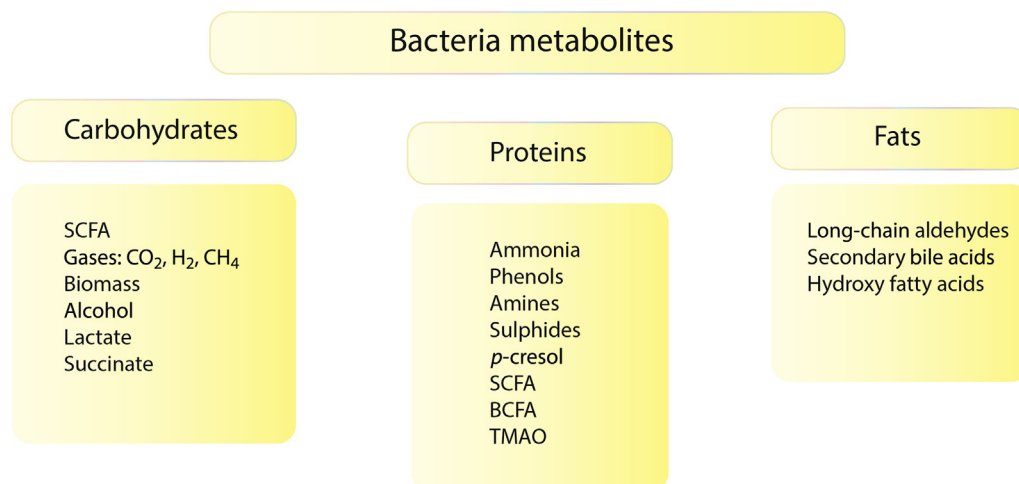 Bacteria metabolites
Carbohydrates
SCFA
Gases: CO₂, H₂, CH₄
Biomass
Alcohol
Lactate
Succinate
Proteins
Ammonia
Phenols
Amines
Sulphides
p-cresol
SCFA
BCFA
TMAO
Fats
Long-chain aldehydes
Secondary bile acids
Hydroxy fatty acids